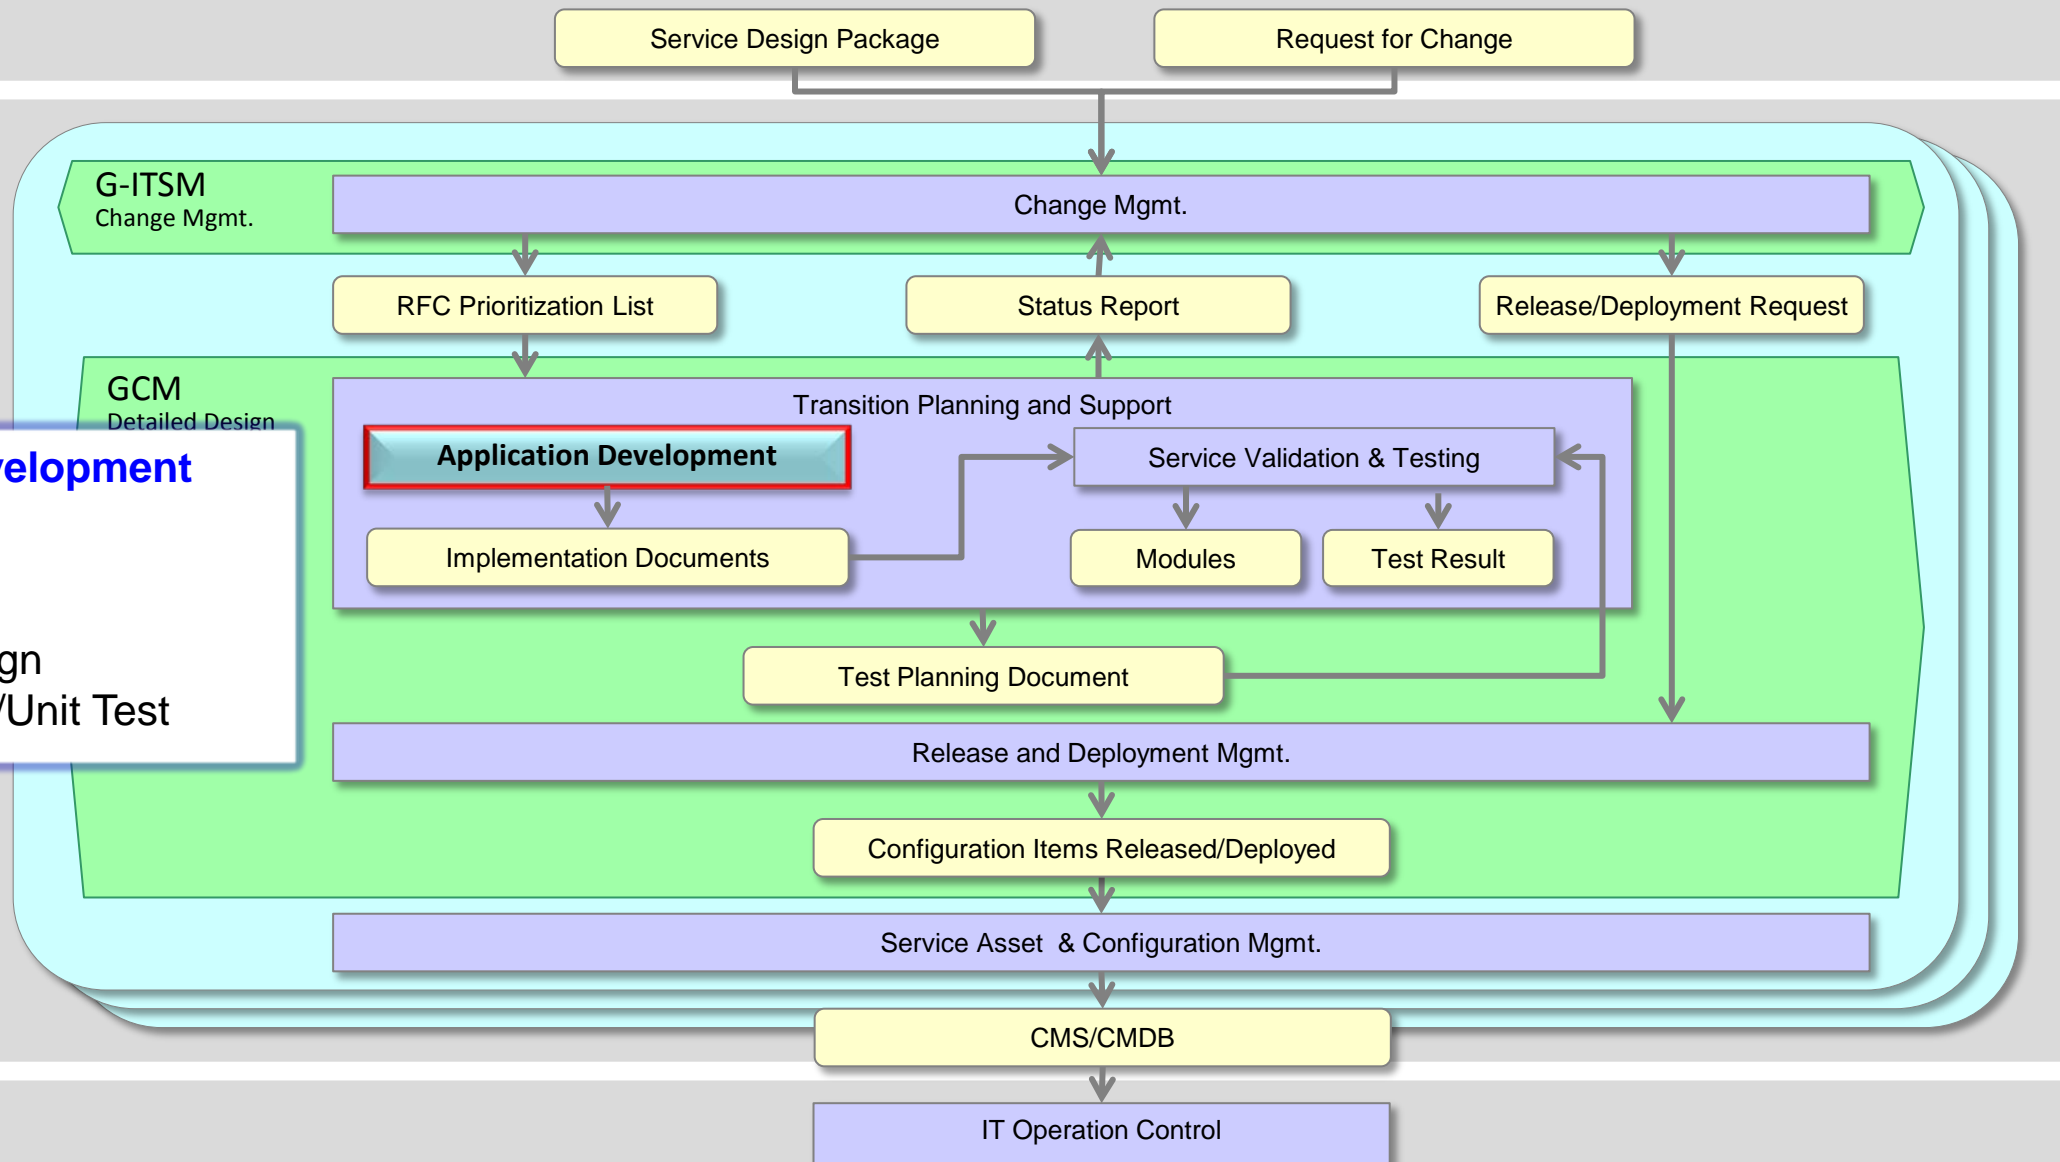 Service Design Package
Request for Change
G-ITSM
Change Mgmt.
Change Mgmt.
RFC Prioritization List
Status Report
Release/Deployment Request
GCM
Detailed Design
Transition Planning and Support
Application Development
Service Validation & Testing
Implementation Documents
Modules
Test Result
velopment
gn
/Unit Test
Test Planning Document
Release and Deployment Mgmt.
Configuration Items Released/Deployed
Service Asset & Configuration Mgmt.
CMS/CMDB
IT Operation Control